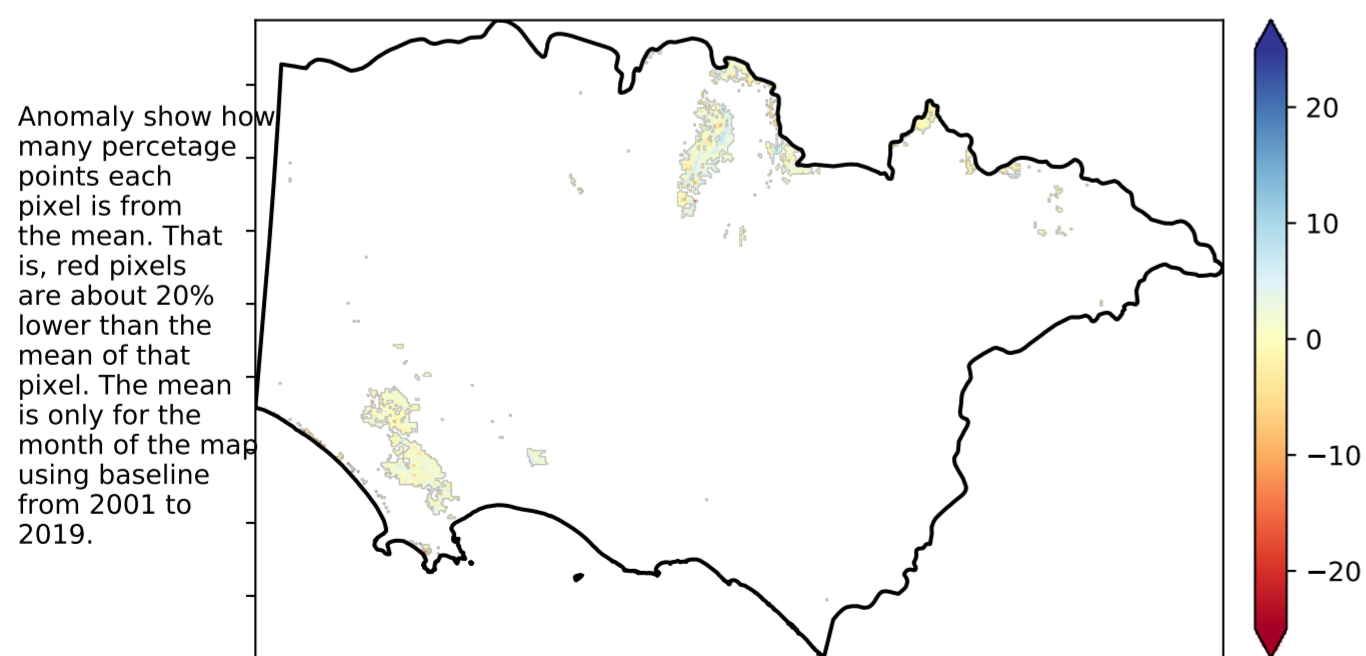 Anomaly show how
many percetage
points each
pixel is from
the mean. That
is, red pixels
are about 20%
lower than the
mean of that
pixel. The mean
is only for the
month of the map
using baseline
from 2001 to
2019.
20
10
0
−10
−20